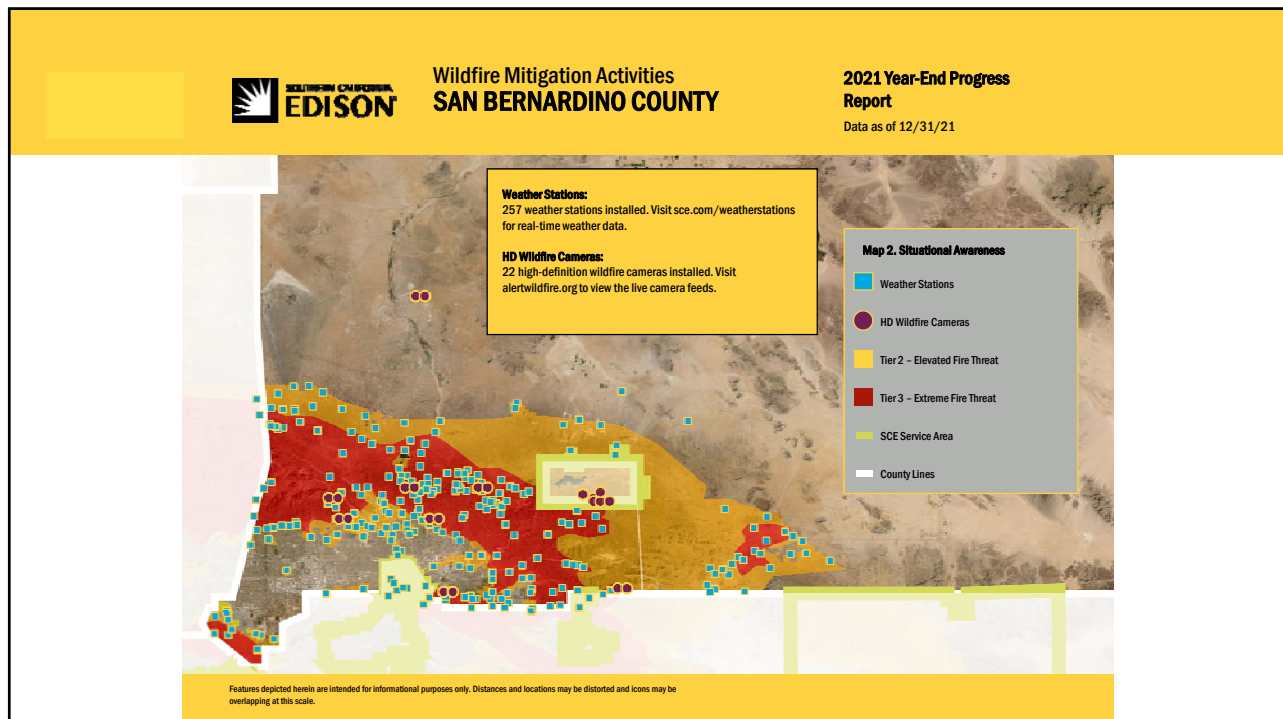 SOUTHERN CALIFORNIA
EDISON
Wildfire Mitigation Activities
SAN BERNARDINO COUNTY
2021 Year-End Progress
Report
Data as of 12/31/21
Weather Stations:
257 weather stations installed. Visit sce.com/weatherstations
for real-time weather data.
HD Wildfire Cameras:
22 high-definition wildfire cameras installed. Visit
alertwildfire.org to view the live camera feeds.
Map 2. Situational Awareness
Weather Stations
HD Wildfire Cameras
Tier 2 – Elevated Fire Threat
Tier 3 – Extreme Fire Threat
SCE Service Area
County Lines
Features depicted herein are intended for informational purposes only. Distances and locations may be distorted and icons may be
overlapping at this scale.